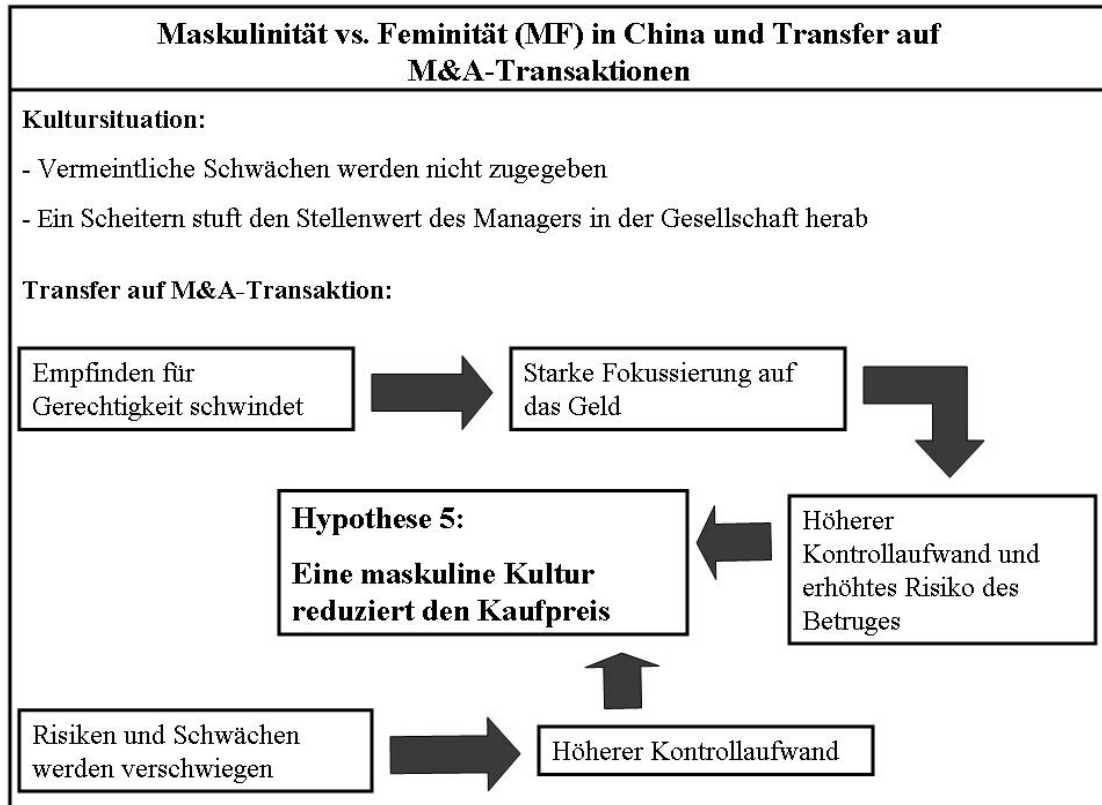 Maskulinität vs. Feminität (MF) in China und Transfer auf
M&A-Transaktionen
Kultursituation:
- Vermeintliche Schwächen werden nicht zugegeben
- Ein Scheitern stuft den Stellenwert des Managers in der Gesellschaft herab
Transfer auf M&A-Transaktion:
Empfinden für
Gerechtigkeit schwindet
Starke Fokussierung auf
das Geld
Höherer
Kontrollaufwand und
erhöhtes Risiko des
Betruges
Hypothese 5:
Eine maskuline Kultur
reduziert den Kaufpreis
Risiken und Schwächen
werden verschwiegen
Höherer Kontrollaufwand